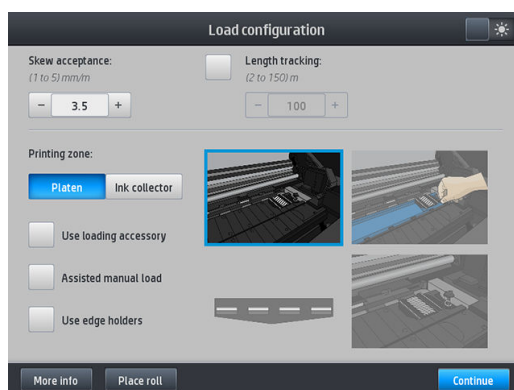 Load configuration
Skew acceptance:
(1 to 5) mm/m
- 3.5 +
Length tracking:
(2 to 150) m
- 100 +
Printing zone:
Platen
Ink collector
Use loading accessory
Assisted manual load
Use edge holders
More info
Place roll
Continue